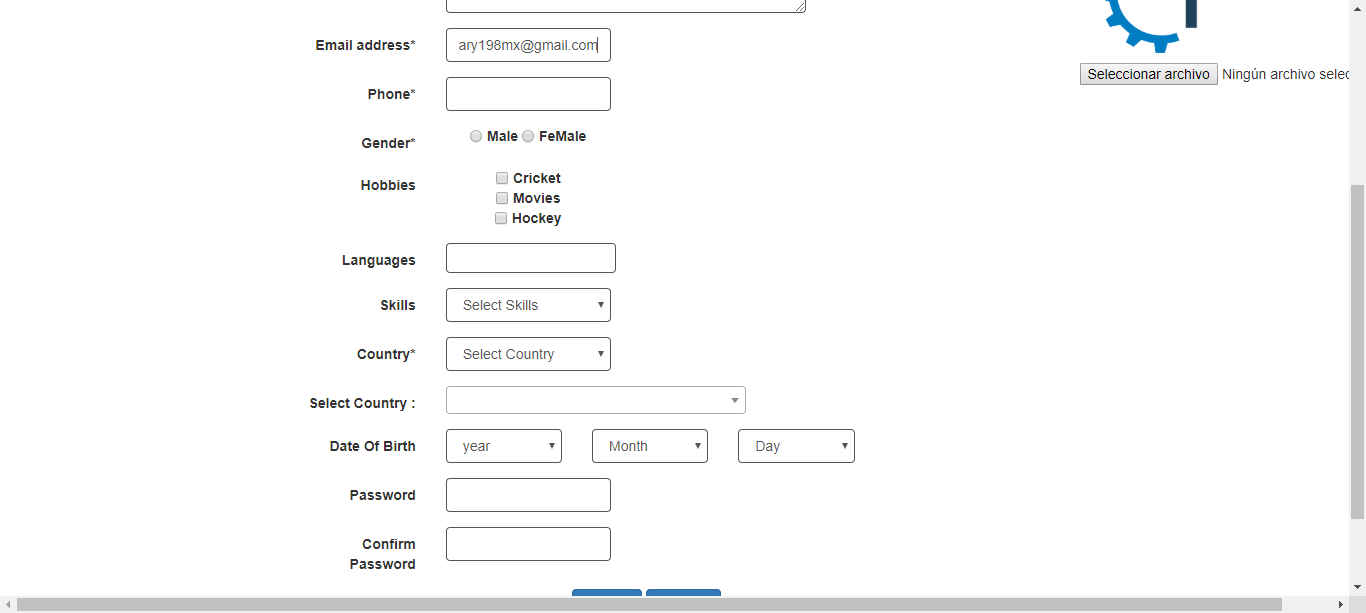 Email address* ary198mx@gmail.com
Seleccionar archivo Ningún archivo selec
Phone*
Gender* Male FeMale
Hobbies Cricket
Movies
Hockey
Languages
Skills Select Skills
Country* Select Country
Select Country :
Date Of Birth year Month Day
Password
Confirm
Password